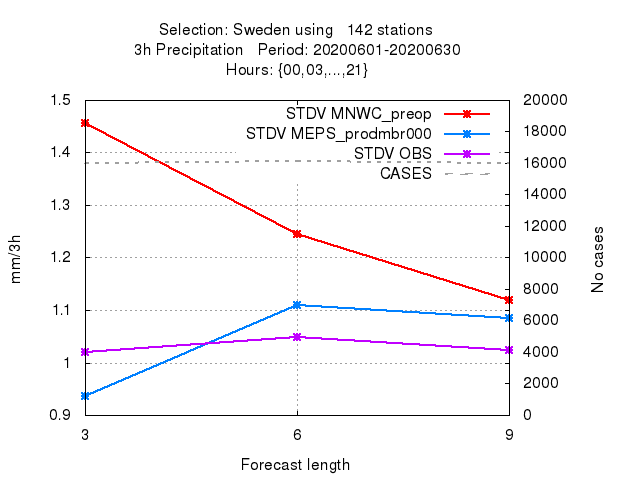 Selection: Sweden using   142 stations
3h Precipitation   Period: 20200601-20200630
Hours: {00,03,...,21}
1.5
1.4
1.3
1.2
1.1
1
0.9
mm/3h
STDV MNWC_preop
STDV MEPS_prodmbr000
STDV OBS
CASES
20000
18000
16000
14000
12000
10000
8000
6000
4000
2000
0
No cases
3 6 9
Forecast length